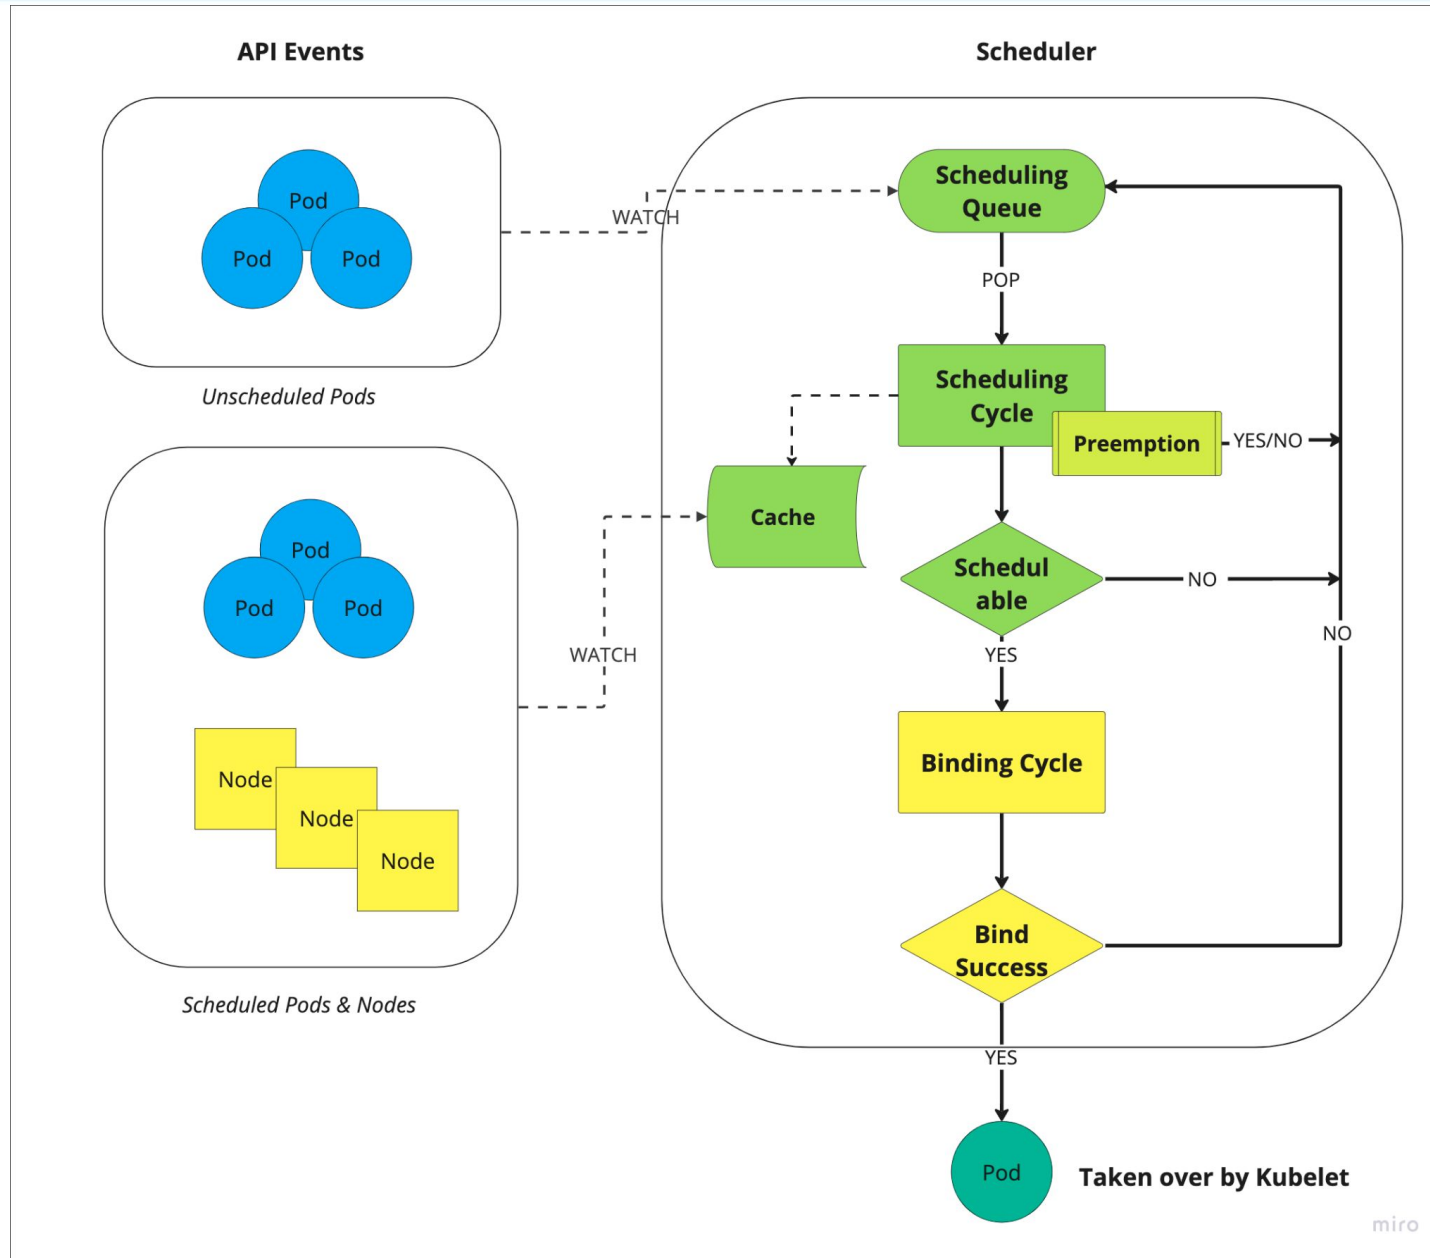 API Events
Scheduler
Pod
Pod
Pod
Unscheduled Pods
WATCH
Scheduling
Queue
POP
Scheduling
Cycle
Preemption
YES/NO
Cache
Schedul
able
NO
YES
NO
Pod
Pod
Pod
WATCH
Node
Node
Node
Scheduled Pods & Nodes
Binding Cycle
Bind
Success
YES
Pod
Taken over by Kubelet
miro